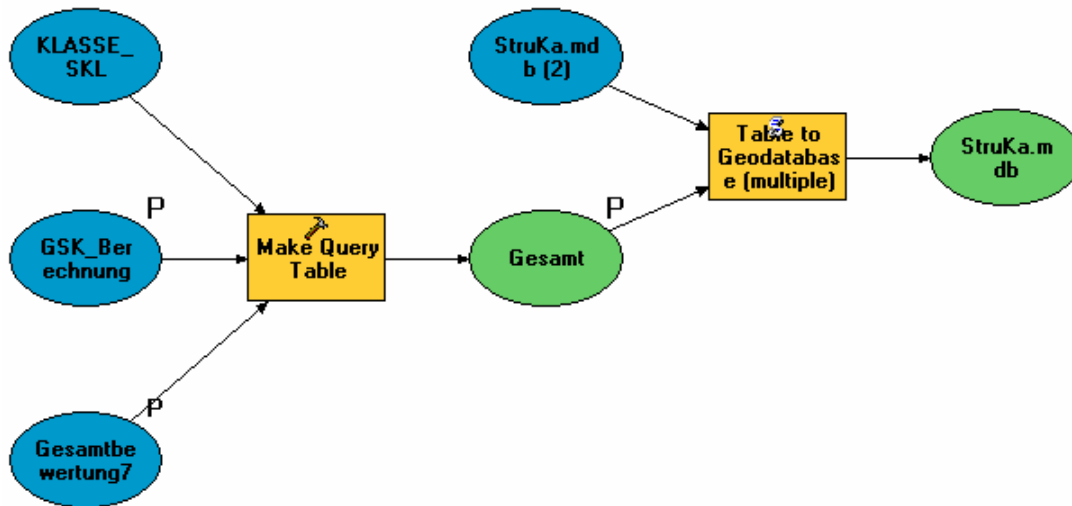 KLASSE_
SKL
StruKa.md
b (2)
Table to
Geodatabas
e (multiple)
StruKa.m
db
P
GSK_Ber
echnung
Make Query
Table
Gesamt
P
P
Gesamtbe
wertung7